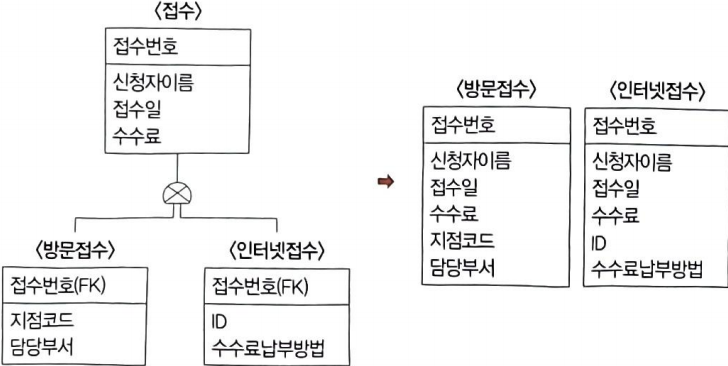 〈접수〉
접수번호
신청자이름
접수일
수수료
〈방문접수〉
접수번호(FK)
지점코드
담당부서
〈인터넷접수〉
접수번호(FK)
ID
수수료납부방법
〈방문접수〉
접수번호
신청자이름
접수일
수수료
지점코드
담당부서
〈인터넷접수〉
접수번호
신청자이름
접수일
수수료
ID
수수료납부방법